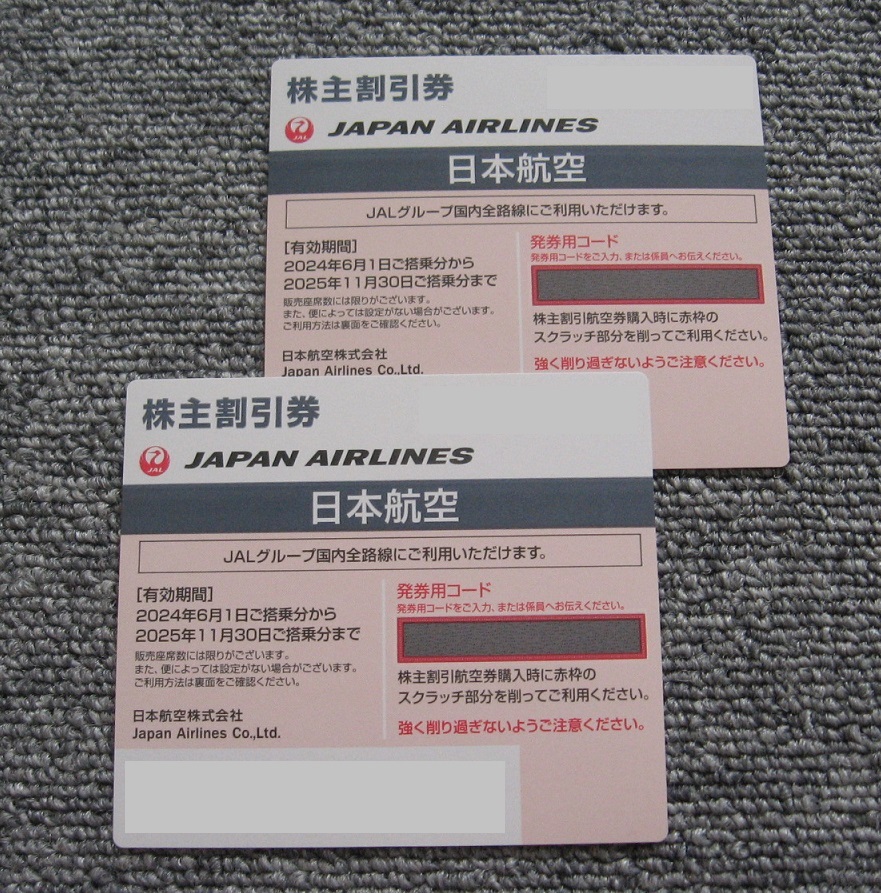 株主割引券
JAL
JAPAN AIRLINES
日本航空
JALグループ国内全路線にご利用いただけます。
[有効期間]
2024年6月1日ご搭乗分から
2025年11月30日ご搭乗分まで
販売座席数には限りがございます。
また、便によっては設定がない場合がございます。
ご利用方法は裏面をご確認ください。
日本航空株式会社
Japan Airlines Co.,Ltd.
発券用コード
発券用コードをご入力、または係員へお伝えください。
株主割引航空券購入時に赤枠の
スクラッチ部分を削ってご利用ください。
強く削り過ぎないようご注意ください。
株主割引券
JAL
JAPAN AIRLINES
日本航空
JALグループ国内全路線にご利用いただけます。
[有効期間]
2024年6月1日ご搭乗分から
2025年11月30日ご搭乗分まで
販売座席数には限りがございます。
また、便によっては設定がない場合がございます。
ご利用方法は裏面をご確認ください。
日本航空株式会社
Japan Airlines Co.,Ltd.
発券用コード
発券用コードをご入力、または係員へお伝えください。
株主割引航空券購入時に赤枠の
スクラッチ部分を削ってご利用ください。
強く削り過ぎないようご注意ください。